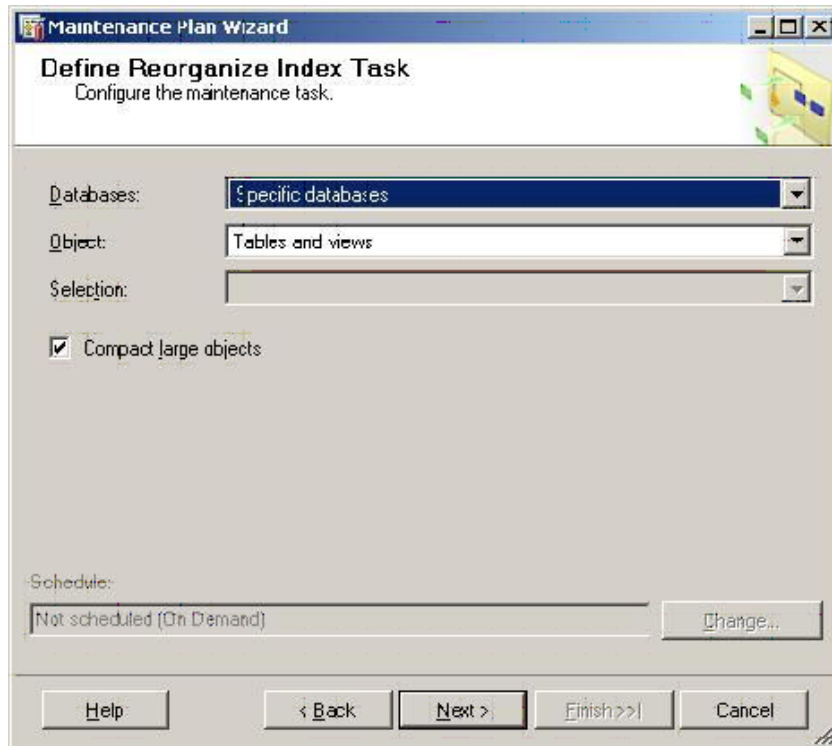 Maintenance Plan Wizard
Define Reorganize Index Task
Configure the maintenance task.
Databases: Specific databases
Object: Tables and views
Selection:
Compact large objects
Schedule:
Not scheduled (On Demand)
Change...
Help < Back Next > Finish >>| Cancel